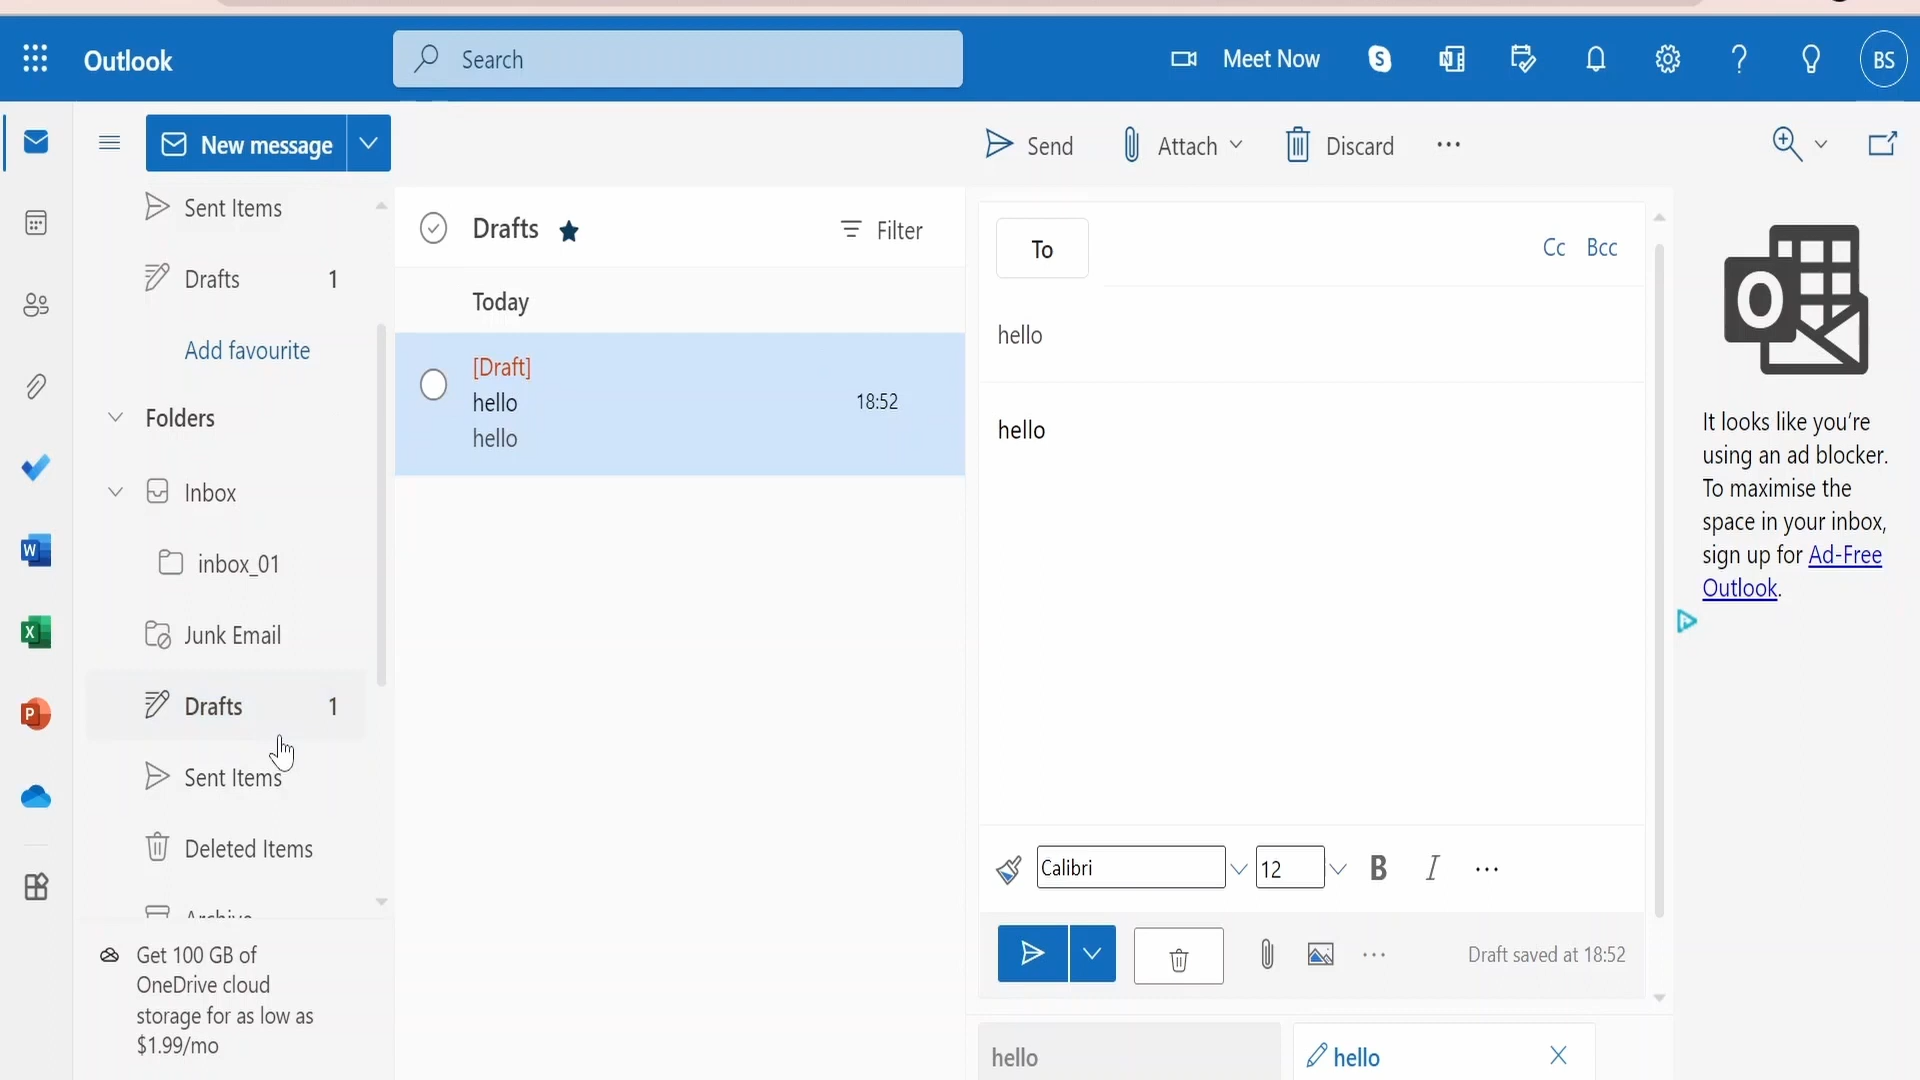 Outlook
Search
Meet Now
BS
New message
Send
Attach
Discard
Sent Items
Drafts 1
Add favourite
Folders
Inbox
inbox_01
Junk Email
Drafts 1
Sent Items
Deleted Items
Archive
Get 100 GB of
OneDrive cloud
storage for as low as
$1.99/mo
Drafts
Filter
Today
[Draft]
hello
18:52
hello
To
Cc
Bcc
hello
hello
Calibri
12
B
I
Draft saved at 18:52
hello
hello
It looks like you're
using an ad blocker.
To maximise the
space in your inbox,
sign up for Ad-Free
Outlook.